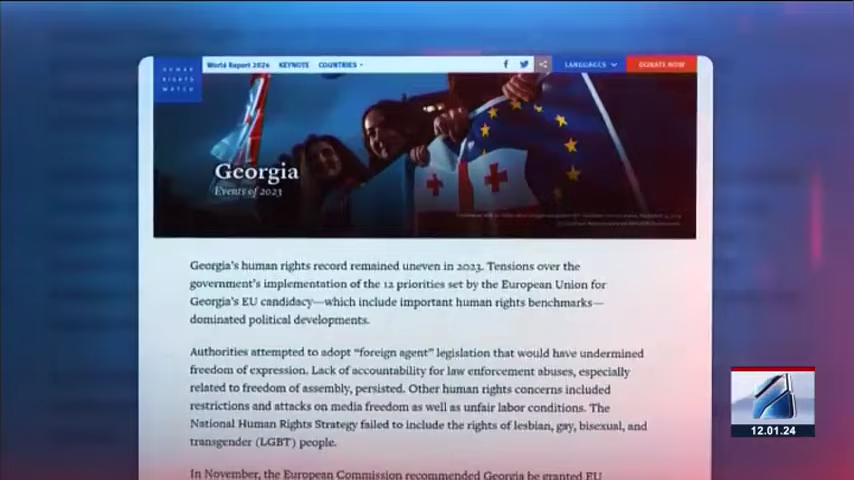 HUMAN
RIGHTS
WATCH
World Report 2024 KEYNOTE COUNTRIES
LANGUAGES
DONATE NOW
Georgia
Events of 2023
Georgia's human rights record remained uneven in 2023. Tensions over the
government's implementation of the 12 priorities set by the European Union for
Georgia's EU candidacy—which include important human rights benchmarks—
dominated political developments.
Authorities attempted to adopt "foreign agent" legislation that would have undermined
freedom of expression. Lack of accountability for law enforcement abuses, especially
related to freedom of assembly, persisted. Other human rights concerns included
restrictions and attacks on media freedom as well as unfair labor conditions. The
National Human Rights Strategy failed to include the rights of lesbian, gay, bisexual, and
transgender (LGBT) people.
In November, the European Commission recommended Georgia be granted EU
12.01.24